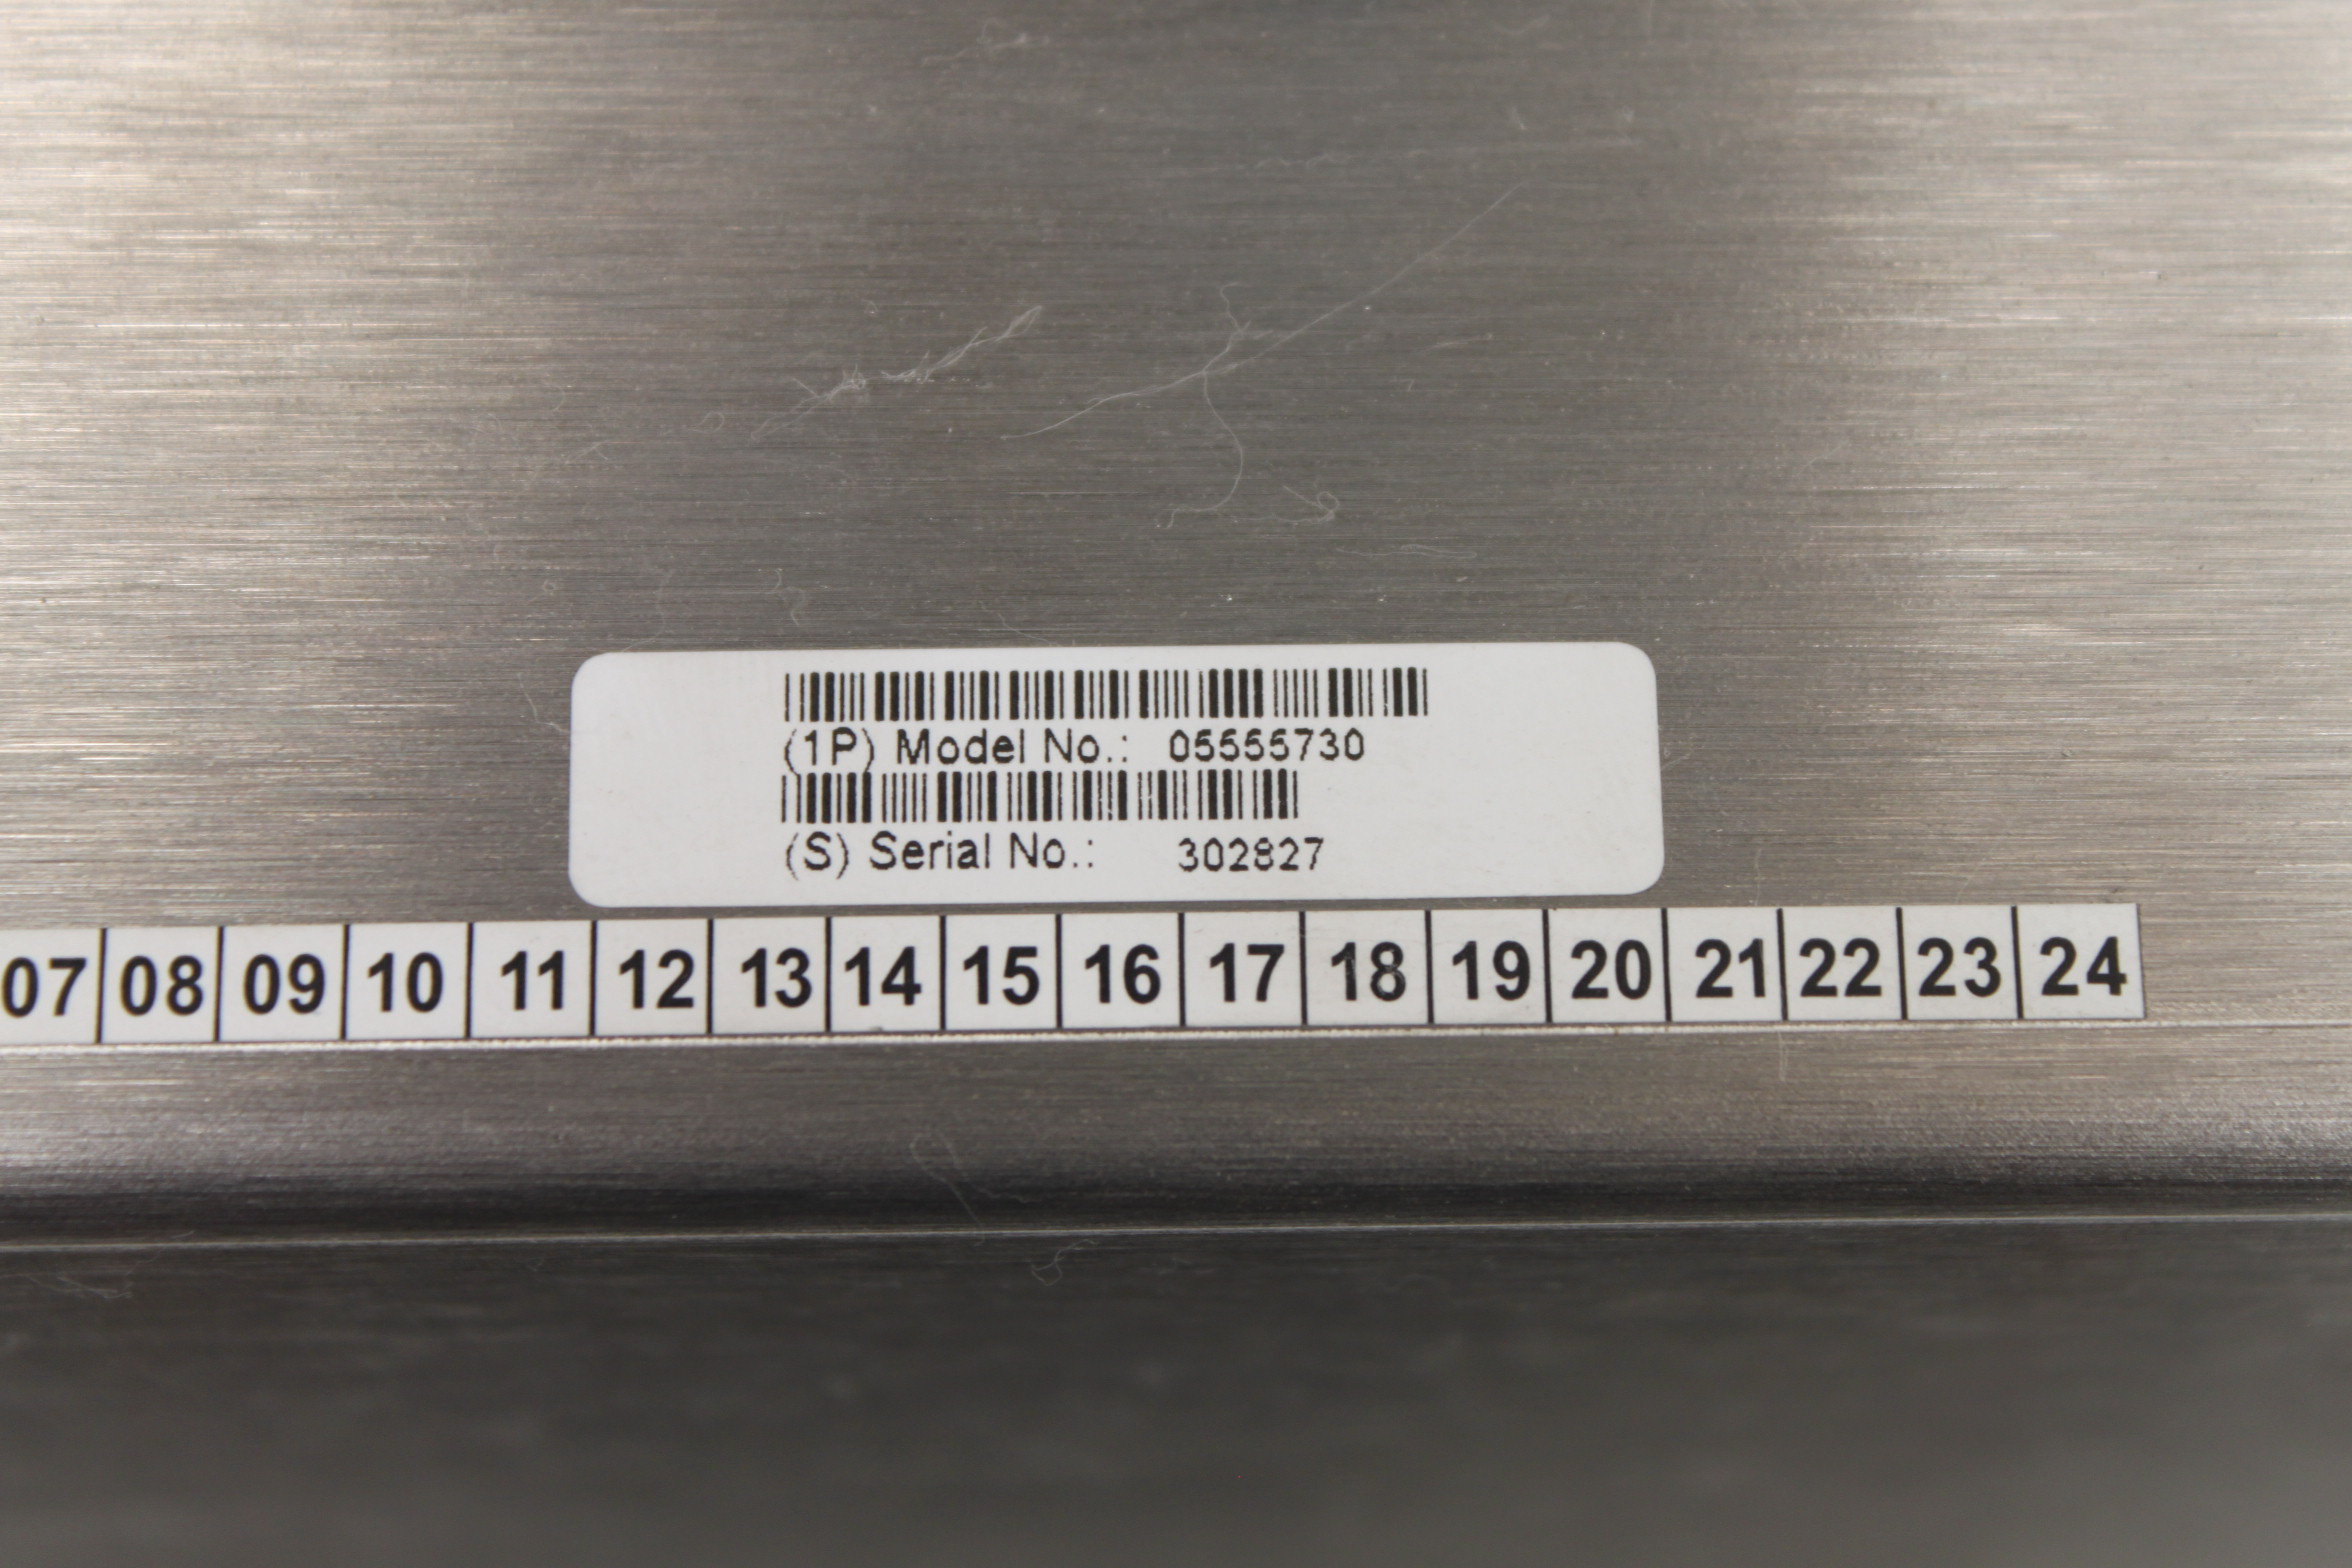 (1P) Model No.: 05555730
(S) Serial No.: 302827
07 08 09 10 11 12 13 14 15 16 17 18 19 20 21 22 23 24